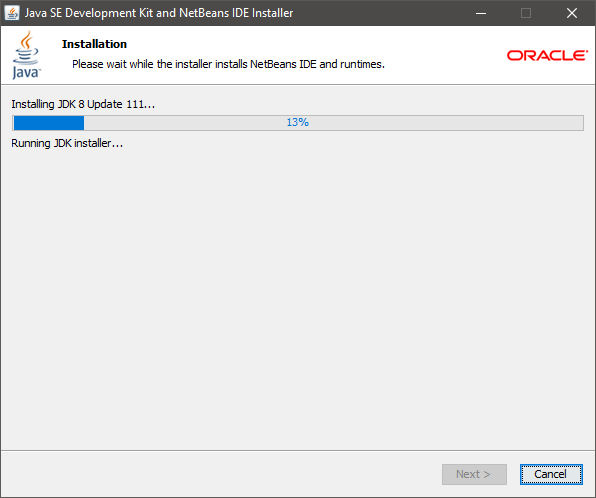 Java SE Development Kit and NetBeans IDE Installer
Java™
Installation
Please wait while the installer installs NetBeans IDE and runtimes.
ORACLE®
Installing JDK 8 Update 111...
13%
Running JDK installer...
Next >
Cancel